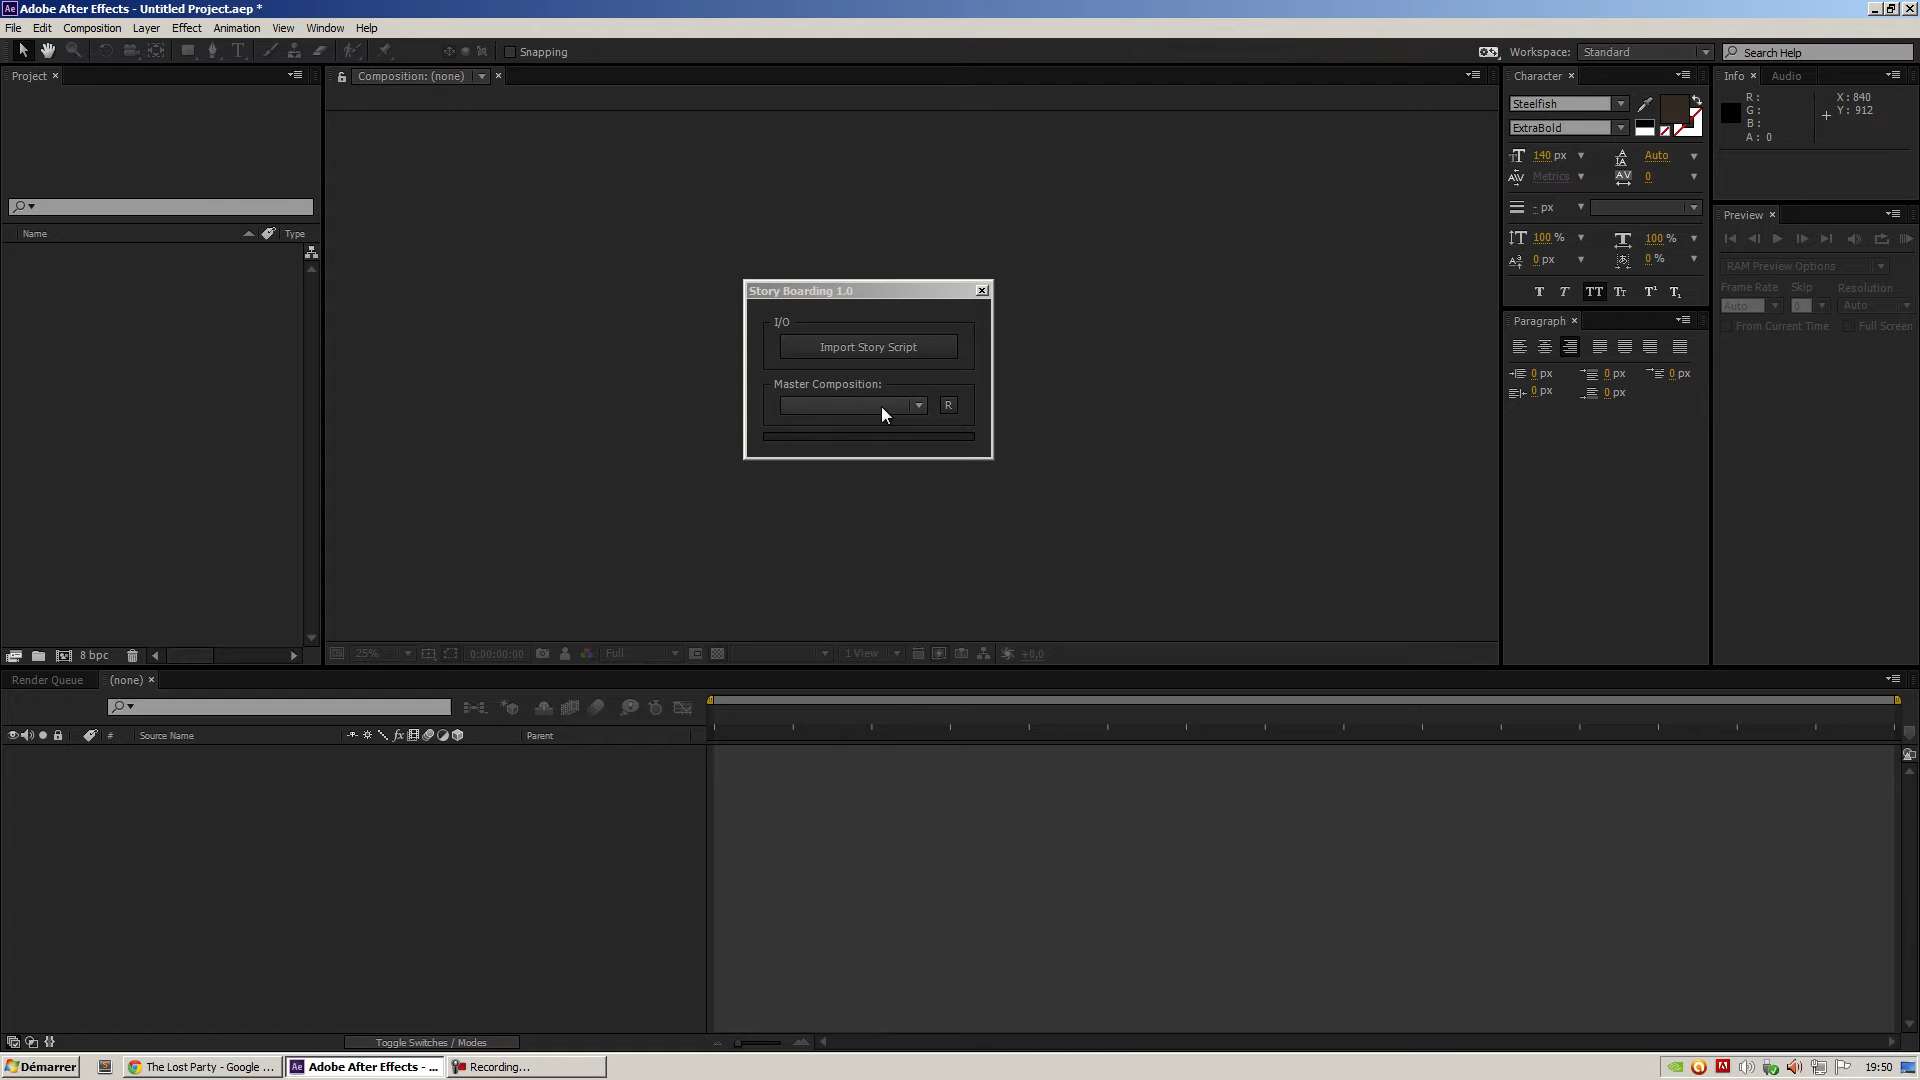 Adobe After Effects - Untitled Project.aep *
File Edit Composition Layer Effect Animation View Window Help
Snapping
Workspace: Standard
Search Help
Project
Composition: (none)
Character
Info Audio
Steelfish
R :
G :
B :
A : 0
X : 840
Y : 912
ExtraBold
140 px
Auto
Metrics
0
- px
100 %
100 %
0 px
0 %
Preview
RAM Preview Options
Frame Rate Skip Resolution
Auto 0 Auto
From Current Time Full Screen
Paragraph
0 px 0 px 0 px
0 px 0 px
Name Type
Story Boarding 1.0
I/O
Import Story Script
Master Composition:
R
8 bpc
25% 0:00:00:00 Full 1 View +0,0
Render Queue (none)
# Source Name Parent
Toggle Switches / Modes
Démarrer
The Lost Party - Google ...
Adobe After Effects - ...
Recording...
19:50